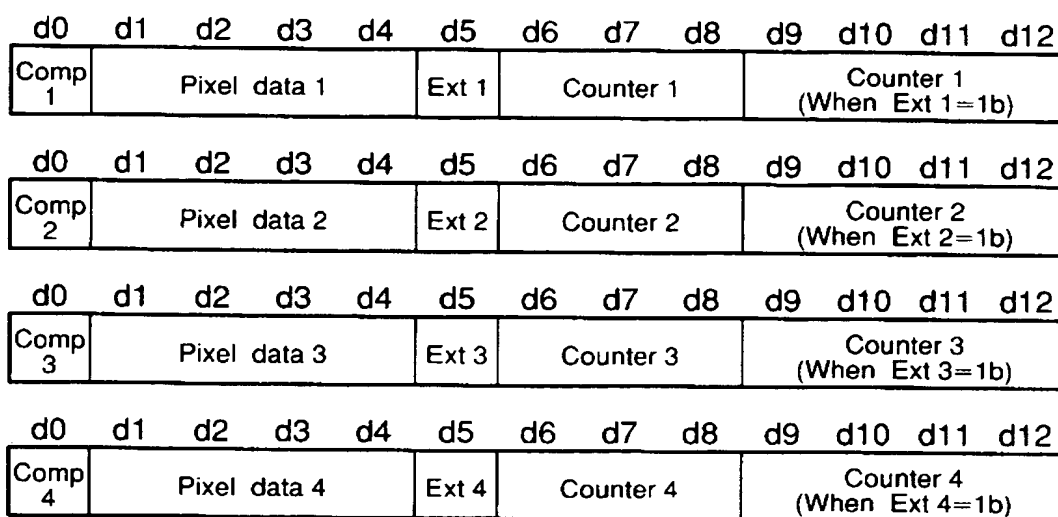 d0 d1 d2 d3 d4 d5 d6 d7 d8 d9 d10 d11 d12
Comp 1 Pixel data 1 Ext 1 Counter 1 Counter 1 (When Ext 1=1b)
d0 d1 d2 d3 d4 d5 d6 d7 d8 d9 d10 d11 d12
Comp 2 Pixel data 2 Ext 2 Counter 2 Counter 2 (When Ext 2=1b)
d0 d1 d2 d3 d4 d5 d6 d7 d8 d9 d10 d11 d12
Comp 3 Pixel data 3 Ext 3 Counter 3 Counter 3 (When Ext 3=1b)
d0 d1 d2 d3 d4 d5 d6 d7 d8 d9 d10 d11 d12
Comp 4 Pixel data 4 Ext 4 Counter 4 Counter 4 (When Ext 4=1b)